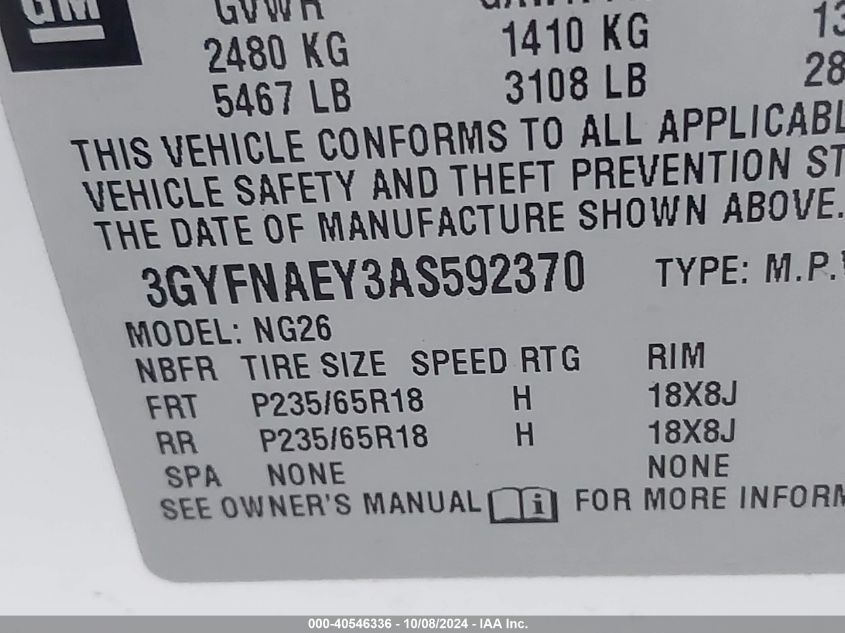 GM GVWR
2480 KG 1410 KG
5467 LB 3108 LB
THIS VEHICLE CONFORMS TO ALL
VEHICLE SAFETY AND THEFT PREVENTION
THE DATE OF MANUFACTURE SHOWN ABOVE.
3GYFNAEY3AS592370 TYPE: M.P.
MODEL: NG26
NBFR TIRE SIZE SPEED RTG RIM
FRT P235/65R18 H 18X8J
RR P235/65R18 H 18X8J
SPA NONE NONE
SEE OWNER'S MANUAL i FOR MORE
000-40546336 - 10/08/2024 - IAA Inc.